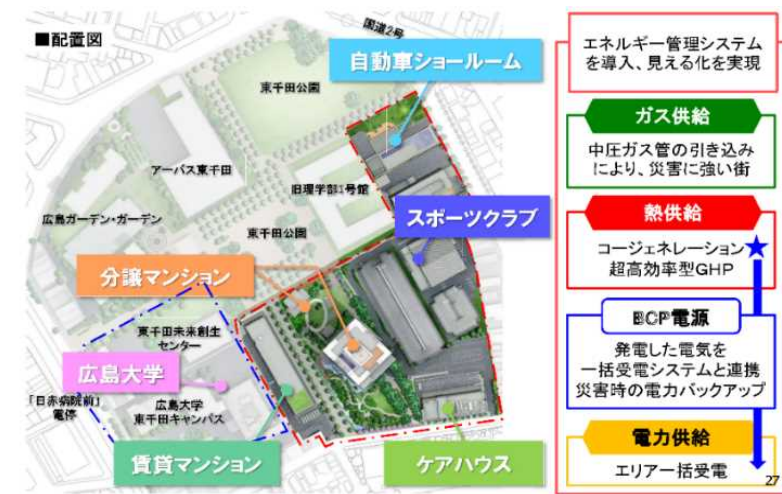 ■配置図
国道2号
自動車ショールーム
東千田公園
アーバス東千田
旧理学部1号館
広島ガーデン・ガーデン
東千田公園
スポーツクラブ
分譲マンション
東千田未来創生
センター
広島大学
「日赤病院前」
電停
広島大学
東千田キャンパス
賃貸マンション
ケアハウス
エネルギー管理システム
を導入、見える化を実現
ガス供給
中圧ガス管の引き込み
により、災害に強い街
熱供給
コージェネレーション
超高効率型GHP
BCP電源
発電した電気を
一括受電システムと連携
災害時の電力バックアップ
電力供給
エリア一括受電
27